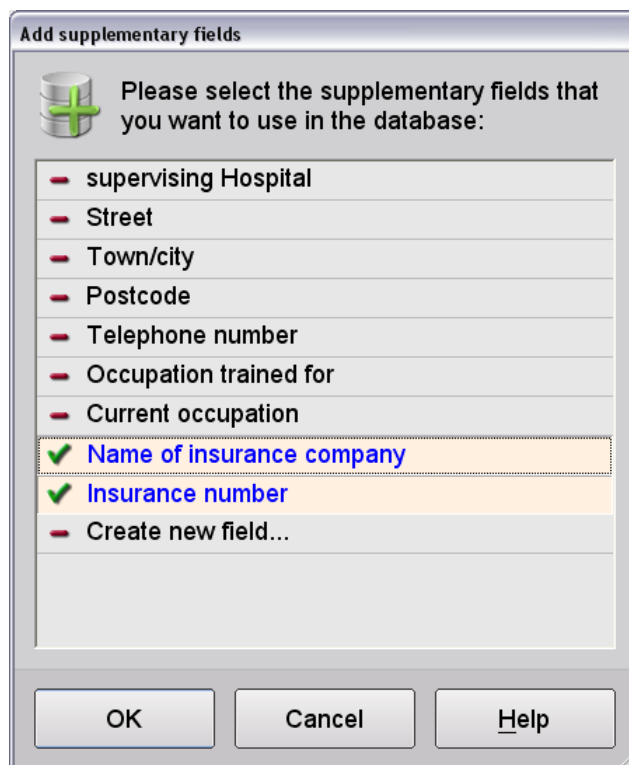 Add supplementary fields
Please select the supplementary fields that
you want to use in the database:
supervising Hospital
Street
Town/city
Postcode
Telephone number
Occupation trained for
Current occupation
Name of insurance company
Insurance number
Create new field...
OK
Cancel
Help